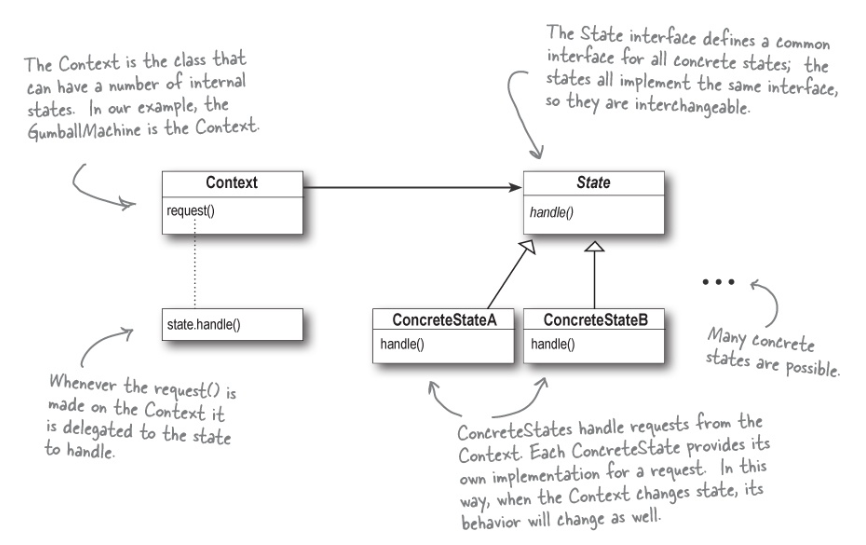 The Context is the class that
can have a number of internal
states. In our example, the
GumballMachine is the Context.
The State interface defines a common
interface for all concrete states; the
states all implement the same interface,
so they are interchangeable.
Context
request()
State
handle()
state.handle()
ConcreteStateA
handle()
ConcreteStateB
handle()
•••
Many concrete
states are possible.
Whenever the request() is
made on the Context it
is delegated to the state
to handle.
ConcreteStates handle requests from the
Context. Each ConcreteState provides its
own implementation for a request. In this
way, when the Context changes state, its
behavior will change as well.